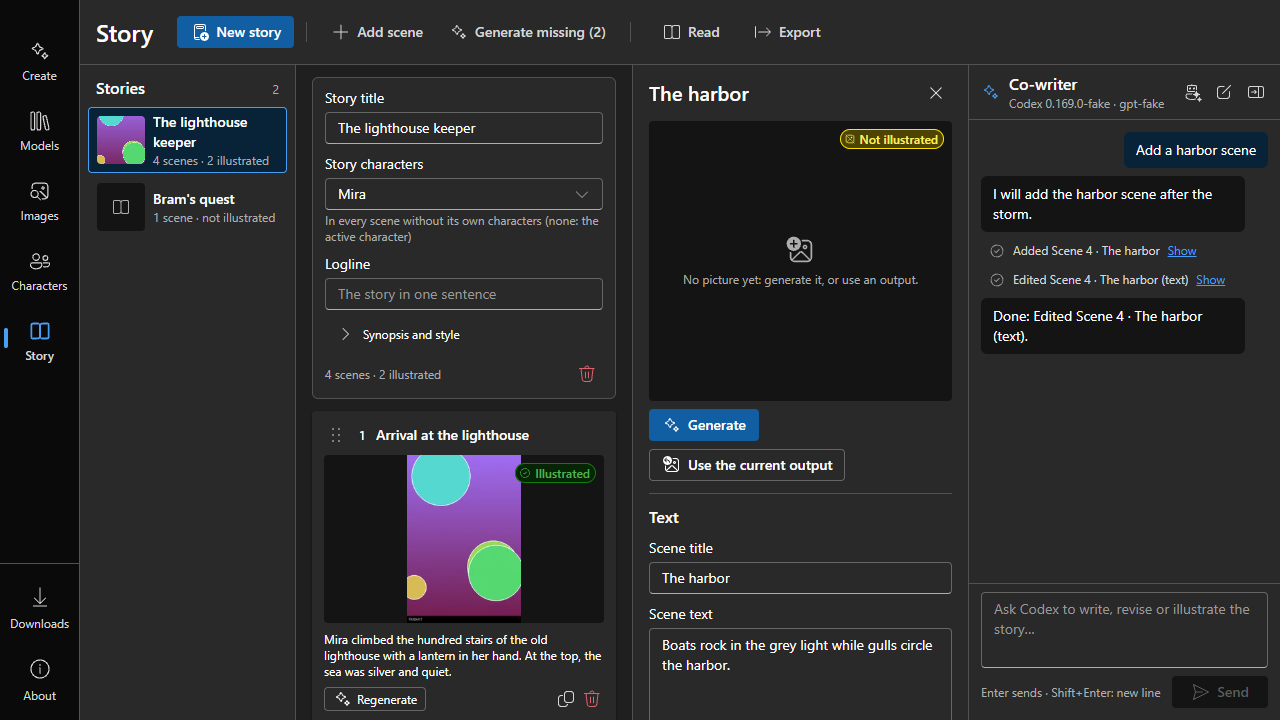 Create
Models
Images
Characters
Story
Downloads
About
Story
New story
Add scene
Generate missing (2)
Read
Export
Stories
2
The lighthouse
keeper
4 scenes · 2 illustrated
Bram's quest
1 scene · not illustrated
Story title
The lighthouse keeper
Story characters
Mira
In every scene without its own characters (none: the
active character)
Logline
The story in one sentence
Synopsis and style
4 scenes · 2 illustrated
1 Arrival at the lighthouse
Illustrated
Mira climbed the hundred stairs of the old
lighthouse with a lantern in her hand. At the top, the
sea was silver and quiet.
Regenerate
The harbor
Not illustrated
No picture yet: generate it, or use an output.
Generate
Use the current output
Text
Scene title
The harbor
Scene text
Boats rock in the grey light while gulls circle
the harbor.
Co-writer
Codex 0.169.0-fake · gpt-fake
Add a harbor scene
I will add the harbor scene after the
storm.
Added Scene 4 · The harbor Show
Edited Scene 4 · The harbor (text) Show
Done: Edited Scene 4 · The harbor
(text).
Ask Codex to write, revise or illustrate the
story...
Enter sends · Shift+Enter: new line
Send